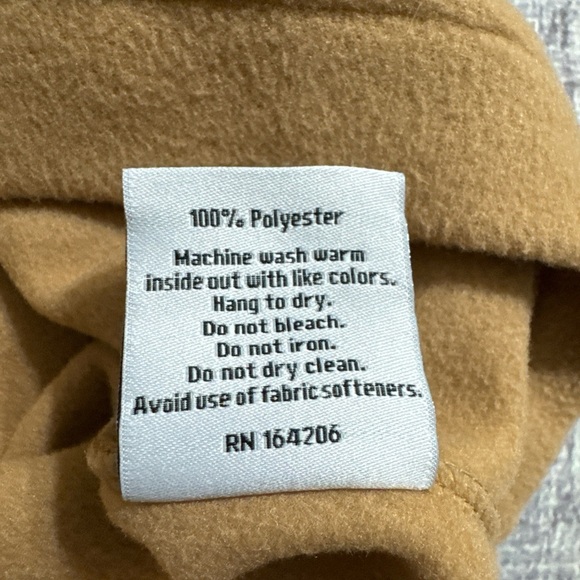 100% Polyester
Machine wash warm
inside out with like colors.
Hang to dry.
Do not bleach.
Do not iron.
Do not dry clean.
Avoid use of fabric softeners.
RN 164206